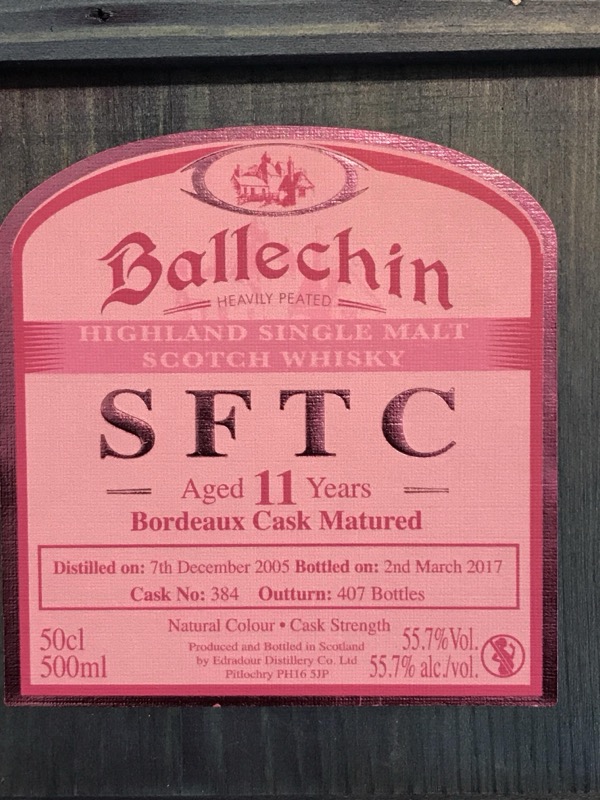 Ballechin
HEAVILY PEATED
HIGHLAND SINGLE MALT
SCOTCH WHISKY
SFTC
Aged 11 Years
Bordeaux Cask Matured
Distilled on: 7th December 2005 Bottled on: 2nd March 2017
Cask No: 384 Outturn: 407 Bottles
Natural Colour • Cask Strength
50cl
500ml
Produced and Bottled in Scotland
by Edradour Distillery Co. Ltd
Pitlochry PH16 5JP
55.7%Vol.
55.7% alc./vol.